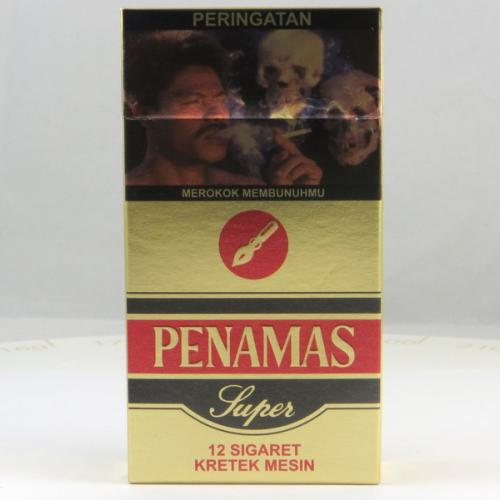 PERINGATAN
MEROKOK MEMBUNUHMU
PENAMAS
Super
12 SIGARET
KRETEK MESIN